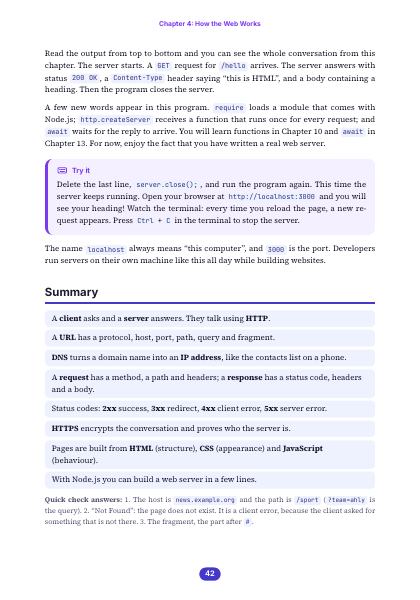 Chapter 4: How the Web Works
Read the output from top to bottom and you can see the whole conversation from this
chapter. The server starts. A GET request for /hello arrives. The server answers with
status 200 OK, a Content-Type header saying “this is HTML”, and a body containing a
heading. Then the program closes the server.
A few new words appear in this program. require loads a module that comes with
Node.js; http.createServer receives a function that runs once for every request; and
await waits for the reply to arrive. You will learn functions in Chapter 10 and await in
Chapter 13. For now, enjoy the fact that you have written a real web server.
Try it
Delete the last line, server.close();, and run the program again. This time the
server keeps running. Open your browser at http://localhost:3000 and you will
see your heading! Watch the terminal: every time you reload the page, a new re-
quest appears. Press Ctrl + C in the terminal to stop the server.
The name localhost always means “this computer”, and 3000 is the port. Developers
run servers on their own machine like this all day while building websites.
Summary
A client asks and a server answers. They talk using HTTP.
A URL has a protocol, host, port, path, query and fragment.
DNS turns a domain name into an IP address, like the contacts list on a phone.
A request has a method, a path and headers; a response has a status code, headers
and a body.
Status codes: 2xx success, 3xx redirect, 4xx client error, 5xx server error.
HTTPS encrypts the conversation and proves who the server is.
Pages are built from HTML (structure), CSS (appearance) and JavaScript
(behaviour).
With Node.js you can build a web server in a few lines.
Quick check answers: 1. The host is news.example.org and the path is /sport (?team=ahly is
the query). 2. “Not Found”: the page does not exist. It is a client error, because the client asked for
something that is not there. 3. The fragment, the part after #.
42